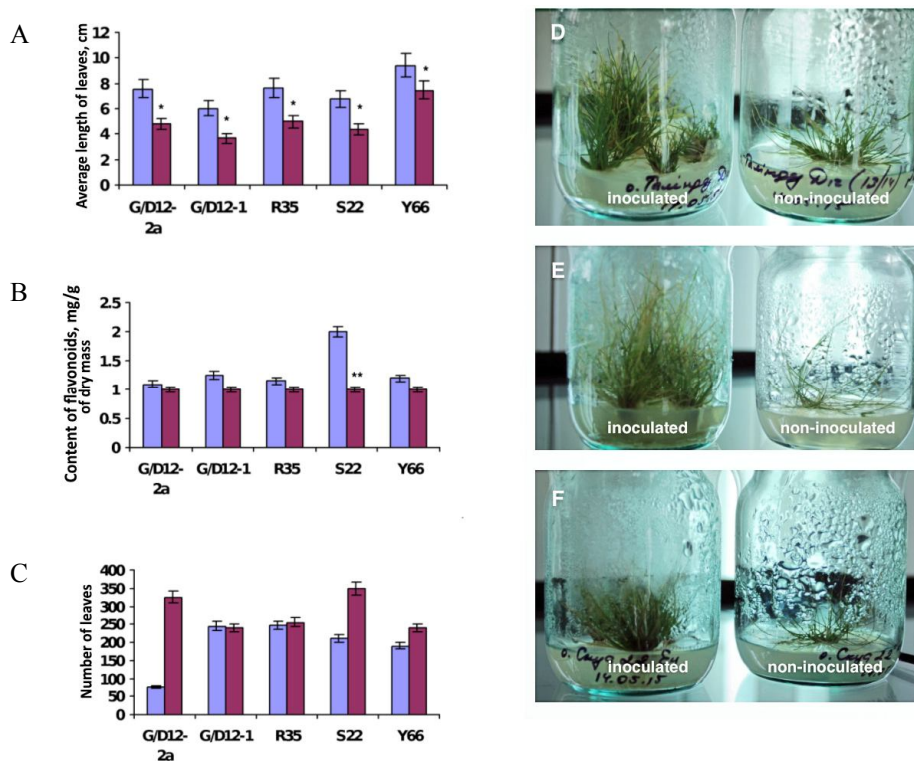 A
Average length of leaves, cm
12
10
8
6
4
2
0
*
*
*
*
*
G/D12-
2a
G/D12-1
R35
S22
Y66
B
Content of flavonoids, mg/g
of dry mass
2.5
2
1.5
1
0.5
0
**
G/D12-
2a
G/D12-1
R35
S22
Y66
C
Number of leaves
400
350
300
250
200
150
100
50
0
G/D12-
2a
G/D12-1
R35
S22
Y66
D
inoculated
non-inoculated
E
inoculated
non-inoculated
F
inoculated
14.05.15
non-inoculated